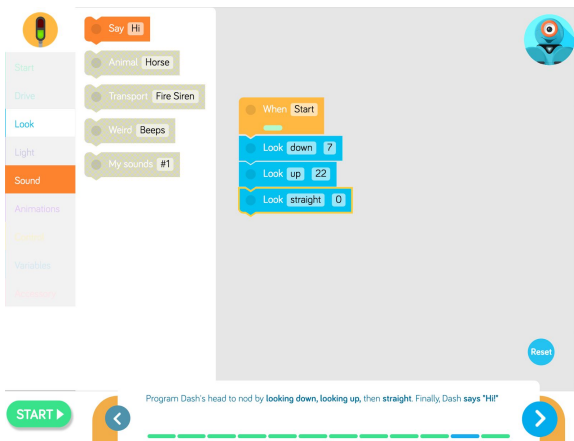 Say Hi
Animal Horse
Transport Fire Siren
Weird Beeps
My sounds #1
Start
Drive
Look
Light
Sound
Animations
Variables
When Start
Look down 7
Look up 22
Look straight 0
Reset
START
Program Dash's head to nod by looking down, looking up, then straight. Finally, Dash says "Hi!"